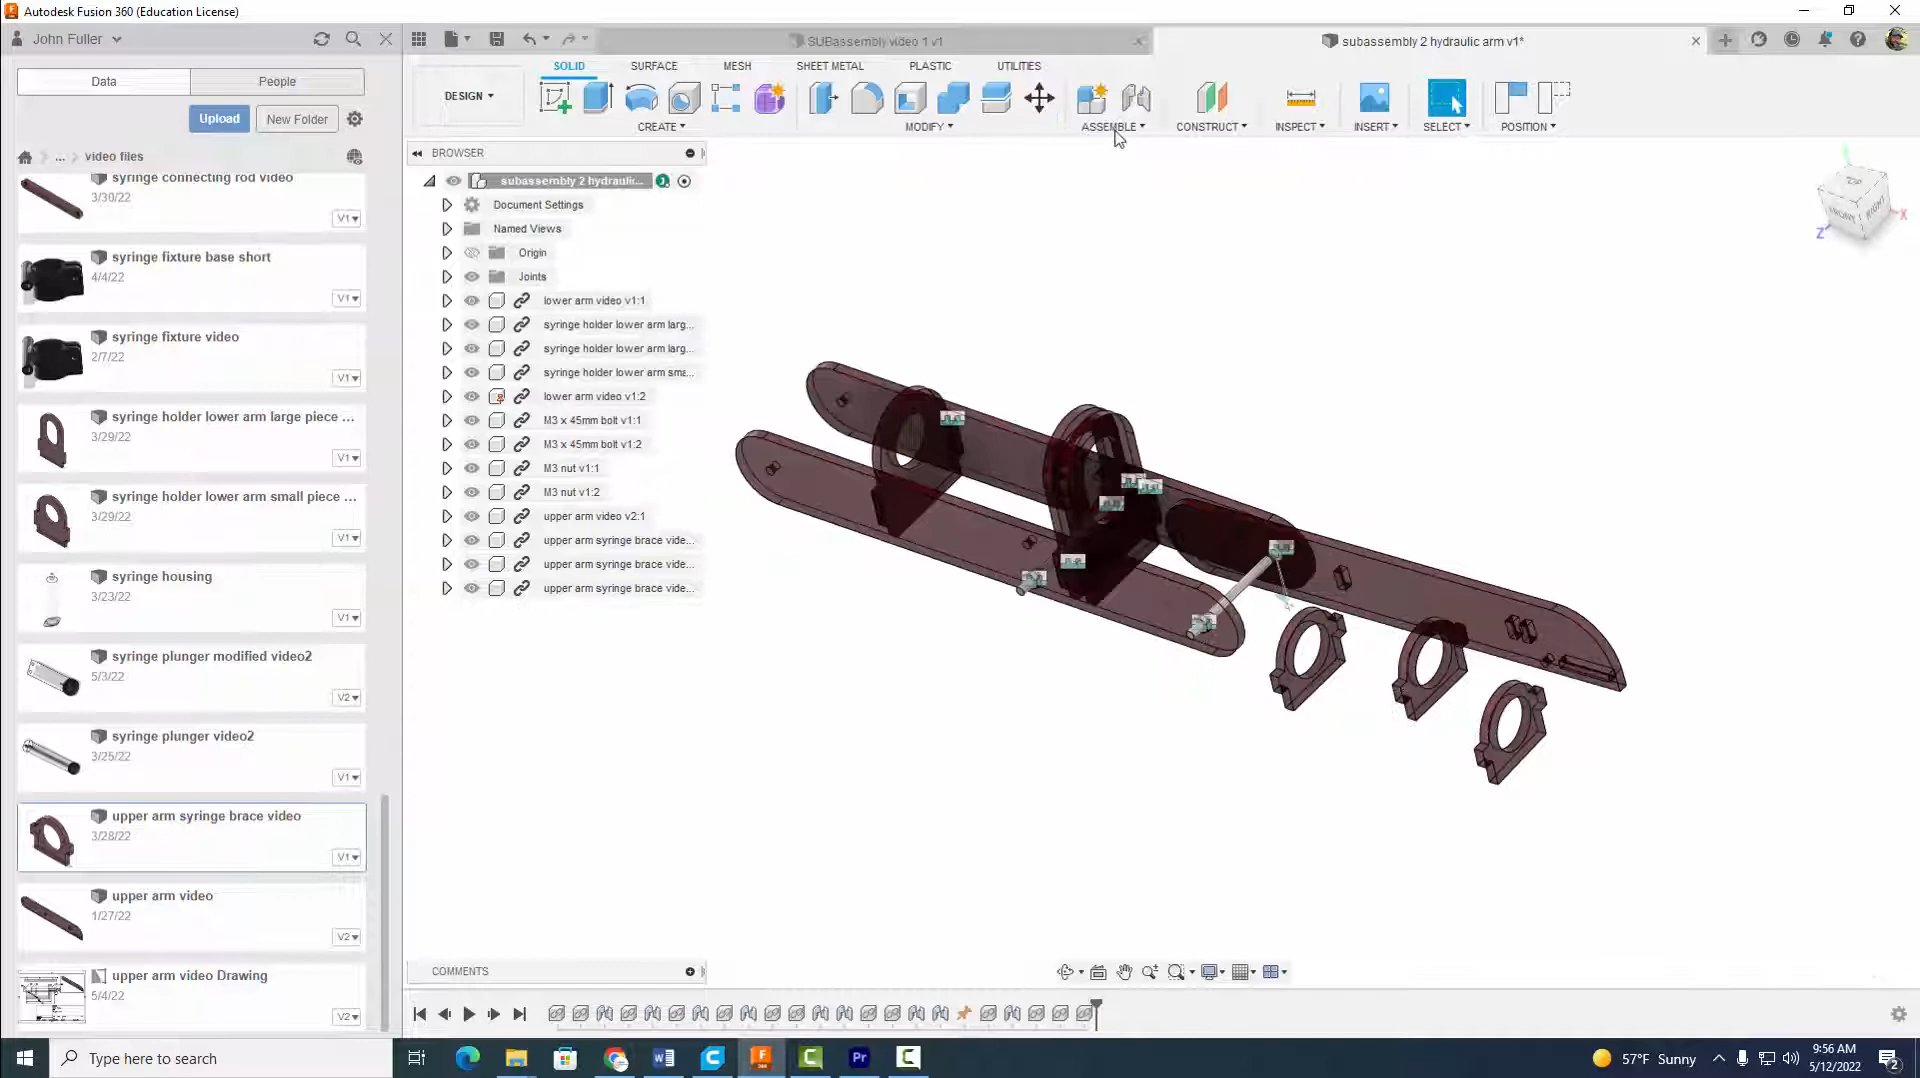 Autodesk Fusion 360 (Education License)
John Fuller
SUBassembly video 1 v1
subassembly 2 hydraulic arm v1*
Data
People
SOLID
SURFACE
MESH
SHEET METAL
PLASTIC
UTILITIES
Upload
New Folder
DESIGN
CREATE
MODIFY
ASSEMBLE
CONSTRUCT
INSPECT
INSERT
SELECT
POSITION
... video files
syringe connecting rod video
3/30/22
V1
syringe fixture base short
4/4/22
V1
syringe fixture video
2/7/22
V1
syringe holder lower arm large piece ...
3/29/22
V1
syringe holder lower arm small piece ...
3/29/22
V1
syringe housing
3/23/22
V1
syringe plunger modified video2
5/3/22
V2
syringe plunger video2
3/25/22
V1
upper arm syringe brace video
3/28/22
V1
upper arm video
1/27/22
V2
upper arm video Drawing
5/4/22
V2
BROWSER
subassembly 2 hydraulic...
Document Settings
Named Views
Origin
Joints
lower arm video v1:1
syringe holder lower arm larg...
syringe holder lower arm larg...
syringe holder lower arm sma...
lower arm video v1:2
M3 x 45mm bolt v1:1
M3 x 45mm bolt v1:2
M3 nut v1:1
M3 nut v1:2
upper arm video v2:1
upper arm syringe brace vide...
upper arm syringe brace vide...
upper arm syringe brace vide...
TOP
FRONT
RIGHT
X
Z
COMMENTS
Type here to search
57°F Sunny
9:56 AM
5/12/2022
2